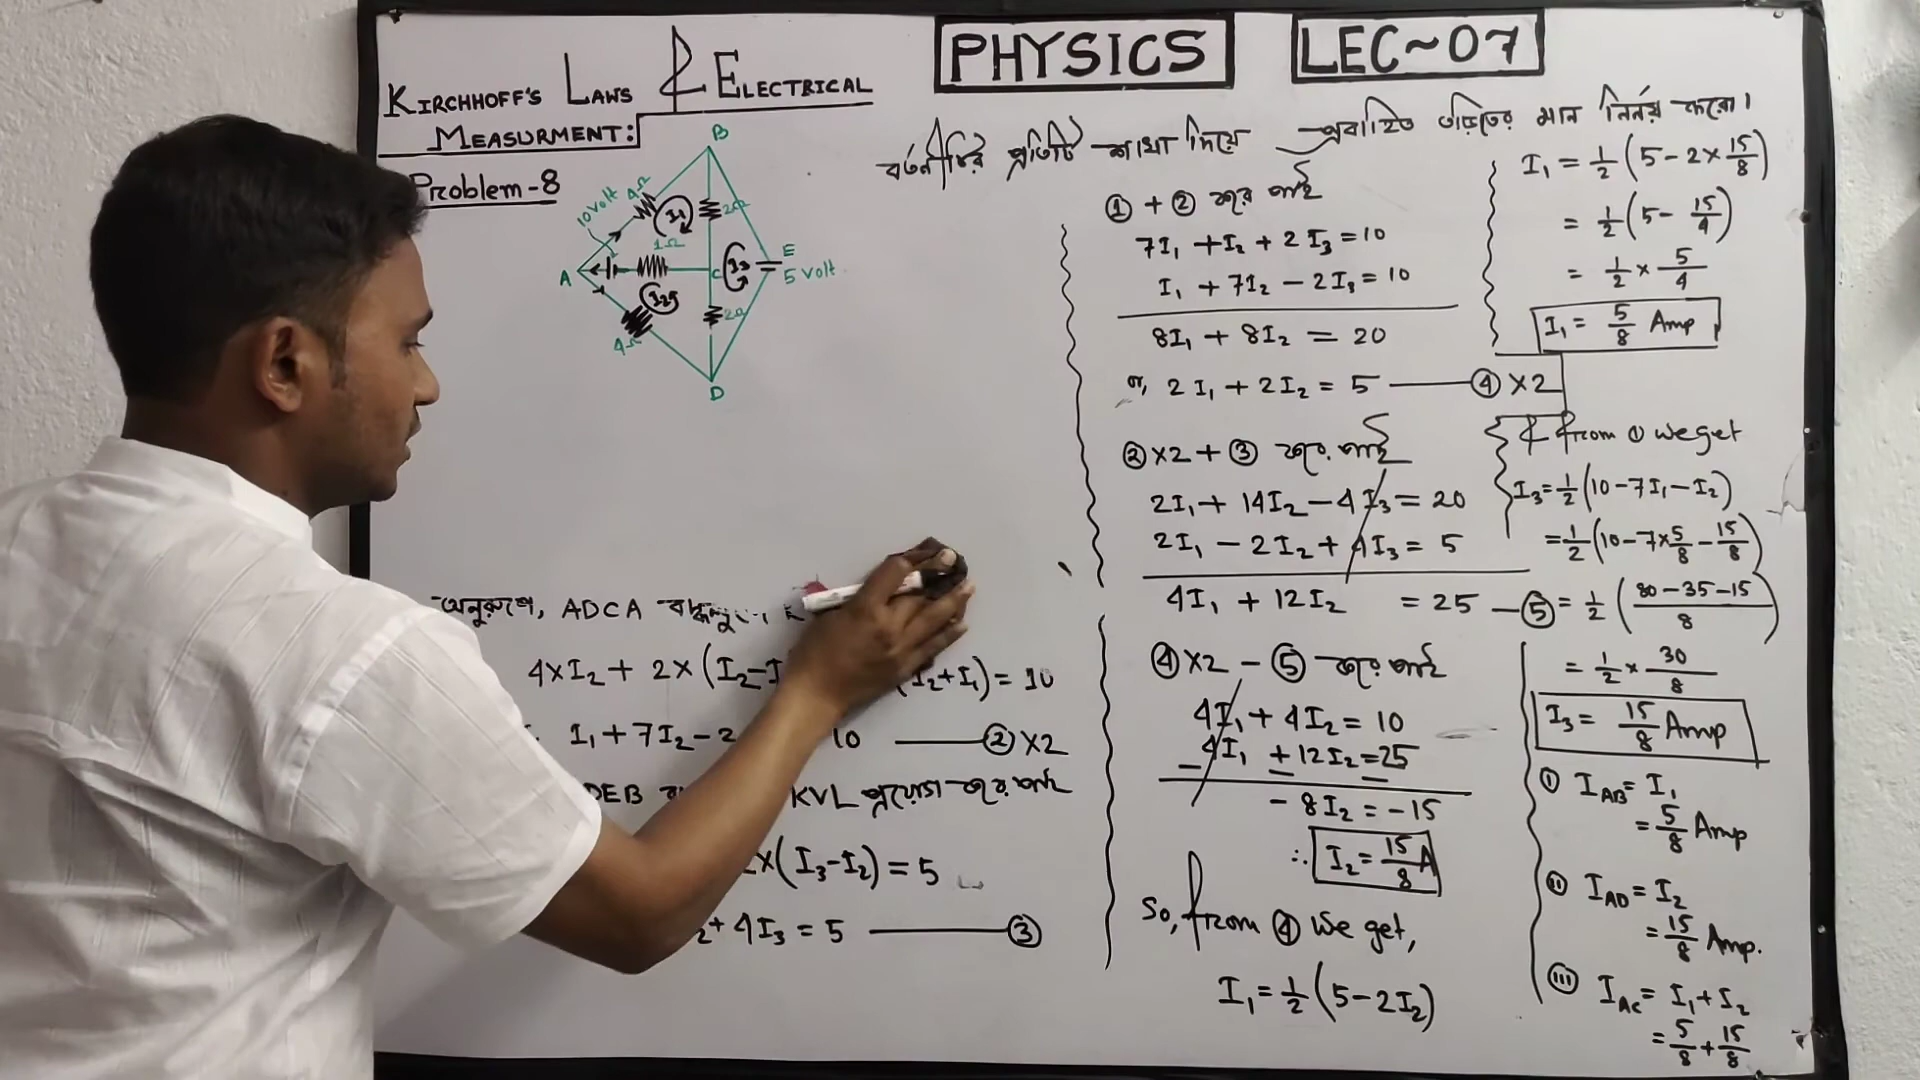 PHYSICS
LEC~07
KIRCHHOFF'S LAWS & ELECTRICAL
MEASURMENT:
Problem-8
বর্তনীটির প্রতিটি শাখা দিয়ে প্রবাহিত তড়িতের মান নির্নয় করো।
B
10 volt
4Ω
I₁
2Ω
1Ω
A
C
I₃
E
5 volt
I₂
2Ω
4Ω
D
অনুরূপে, ADCA
4×I₂ + 2×(I₂-I
I₂+I₁) = 10
I₁ + 7I₂ - 2
10 —— ② ×2
DEB
KVL প্রয়োগ করে পাই
×(I₃-I₂) = 5
+ 4I₃ = 5 —— ③
① + ② করে পাই
7I₁ + I₂ + 2I₃ = 10
I₁ + 7I₂ - 2I₃ = 10
8I₁ + 8I₂ = 20
বা, 2I₁ + 2I₂ = 5 —— ④ ×2
②×2 + ③ করে পাই
2I₁ + 14I₂ - 4I₃ = 20
2I₁ - 2I₂ + 4I₃ = 5
4I₁ + 12I₂ = 25 — ⑤
④×2 - ⑤ করে পাই
4I₁ + 4I₂ = 10
4I₁ + 12I₂ = 25
- - -
- 8I₂ = -15
∴ I₂ = 15/8 A
So, from ④ we get,
I₁ = 1/2 (5-2I₂)
I₁ = 1/2 (5 - 2×15/8)
= 1/2 (5 - 15/4)
= 1/2 × 5/4
I₁ = 5/8 Amp
& from ① we get
I₃ = 1/2 (10-7I₁-I₂)
= 1/2 (10-7×5/8 - 15/8)
= 1/2 (80-35-15/8)
= 1/2 × 30/8
I₃ = 15/8 Amp
ⓘ I_AB = I₁
= 5/8 Amp
ⓘⓘ I_AD = I₂
= 15/8 Amp.
ⓘⓘⓘ I_AC = I₁ + I₂
= 5/8 + 15/8